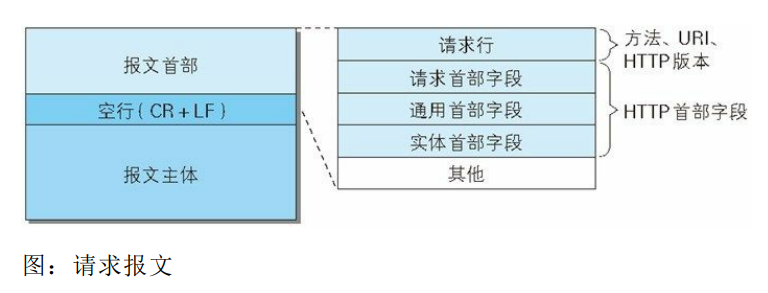 报文首部
空行(CR+LF)
报文主体
请求行
请求首部字段
通用首部字段
实体首部字段
其他
方法、URI、
HTTP版本
HTTP首部字段
图：请求报文